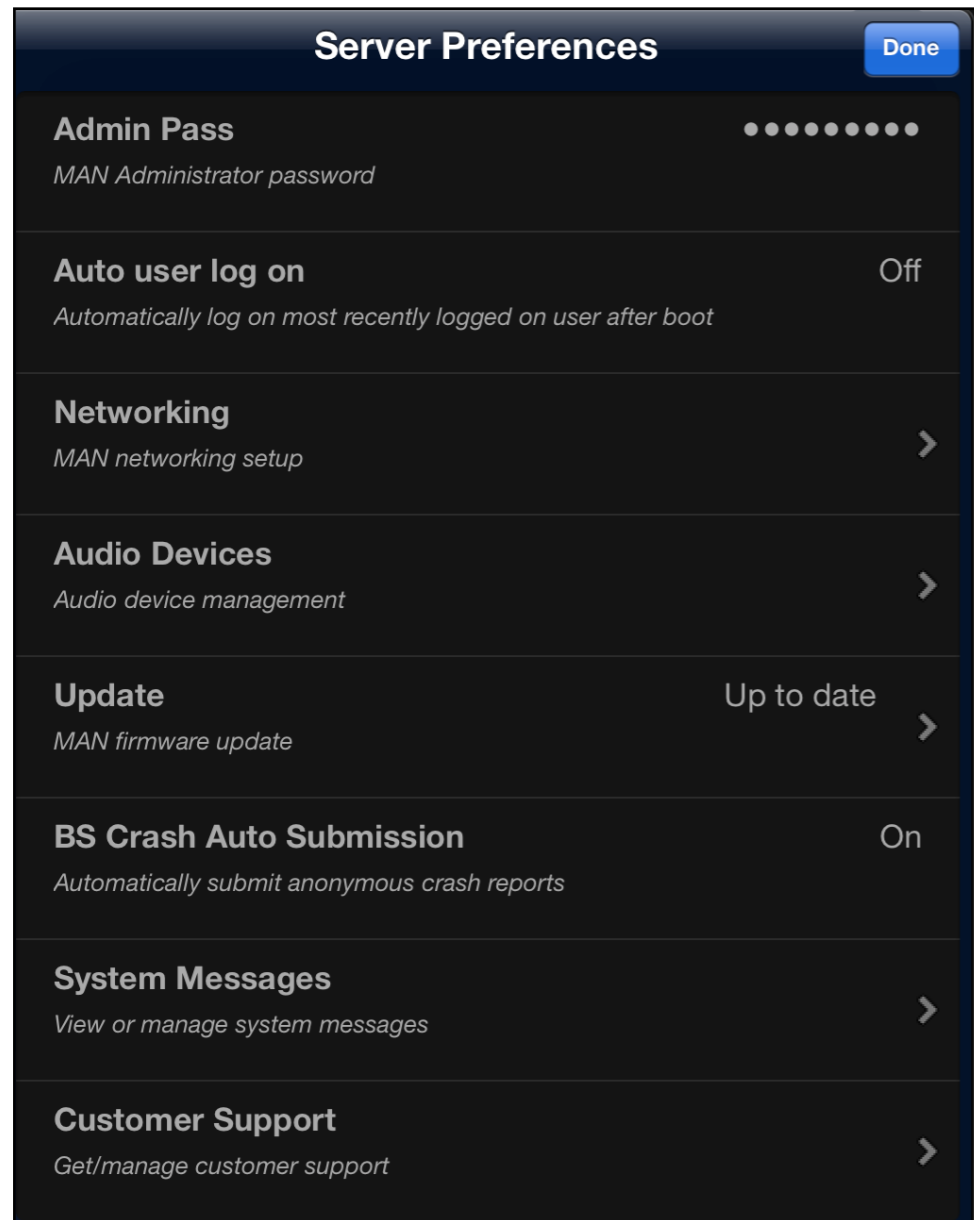 Server Preferences
Done
Admin Pass
•••••••••
MAN Administrator password
Auto user log on
Off
Automatically log on most recently logged on user after boot
Networking
MAN networking setup
Audio Devices
Audio device management
Update
Up to date
MAN firmware update
BS Crash Auto Submission
On
Automatically submit anonymous crash reports
System Messages
View or manage system messages
Customer Support
Get/manage customer support